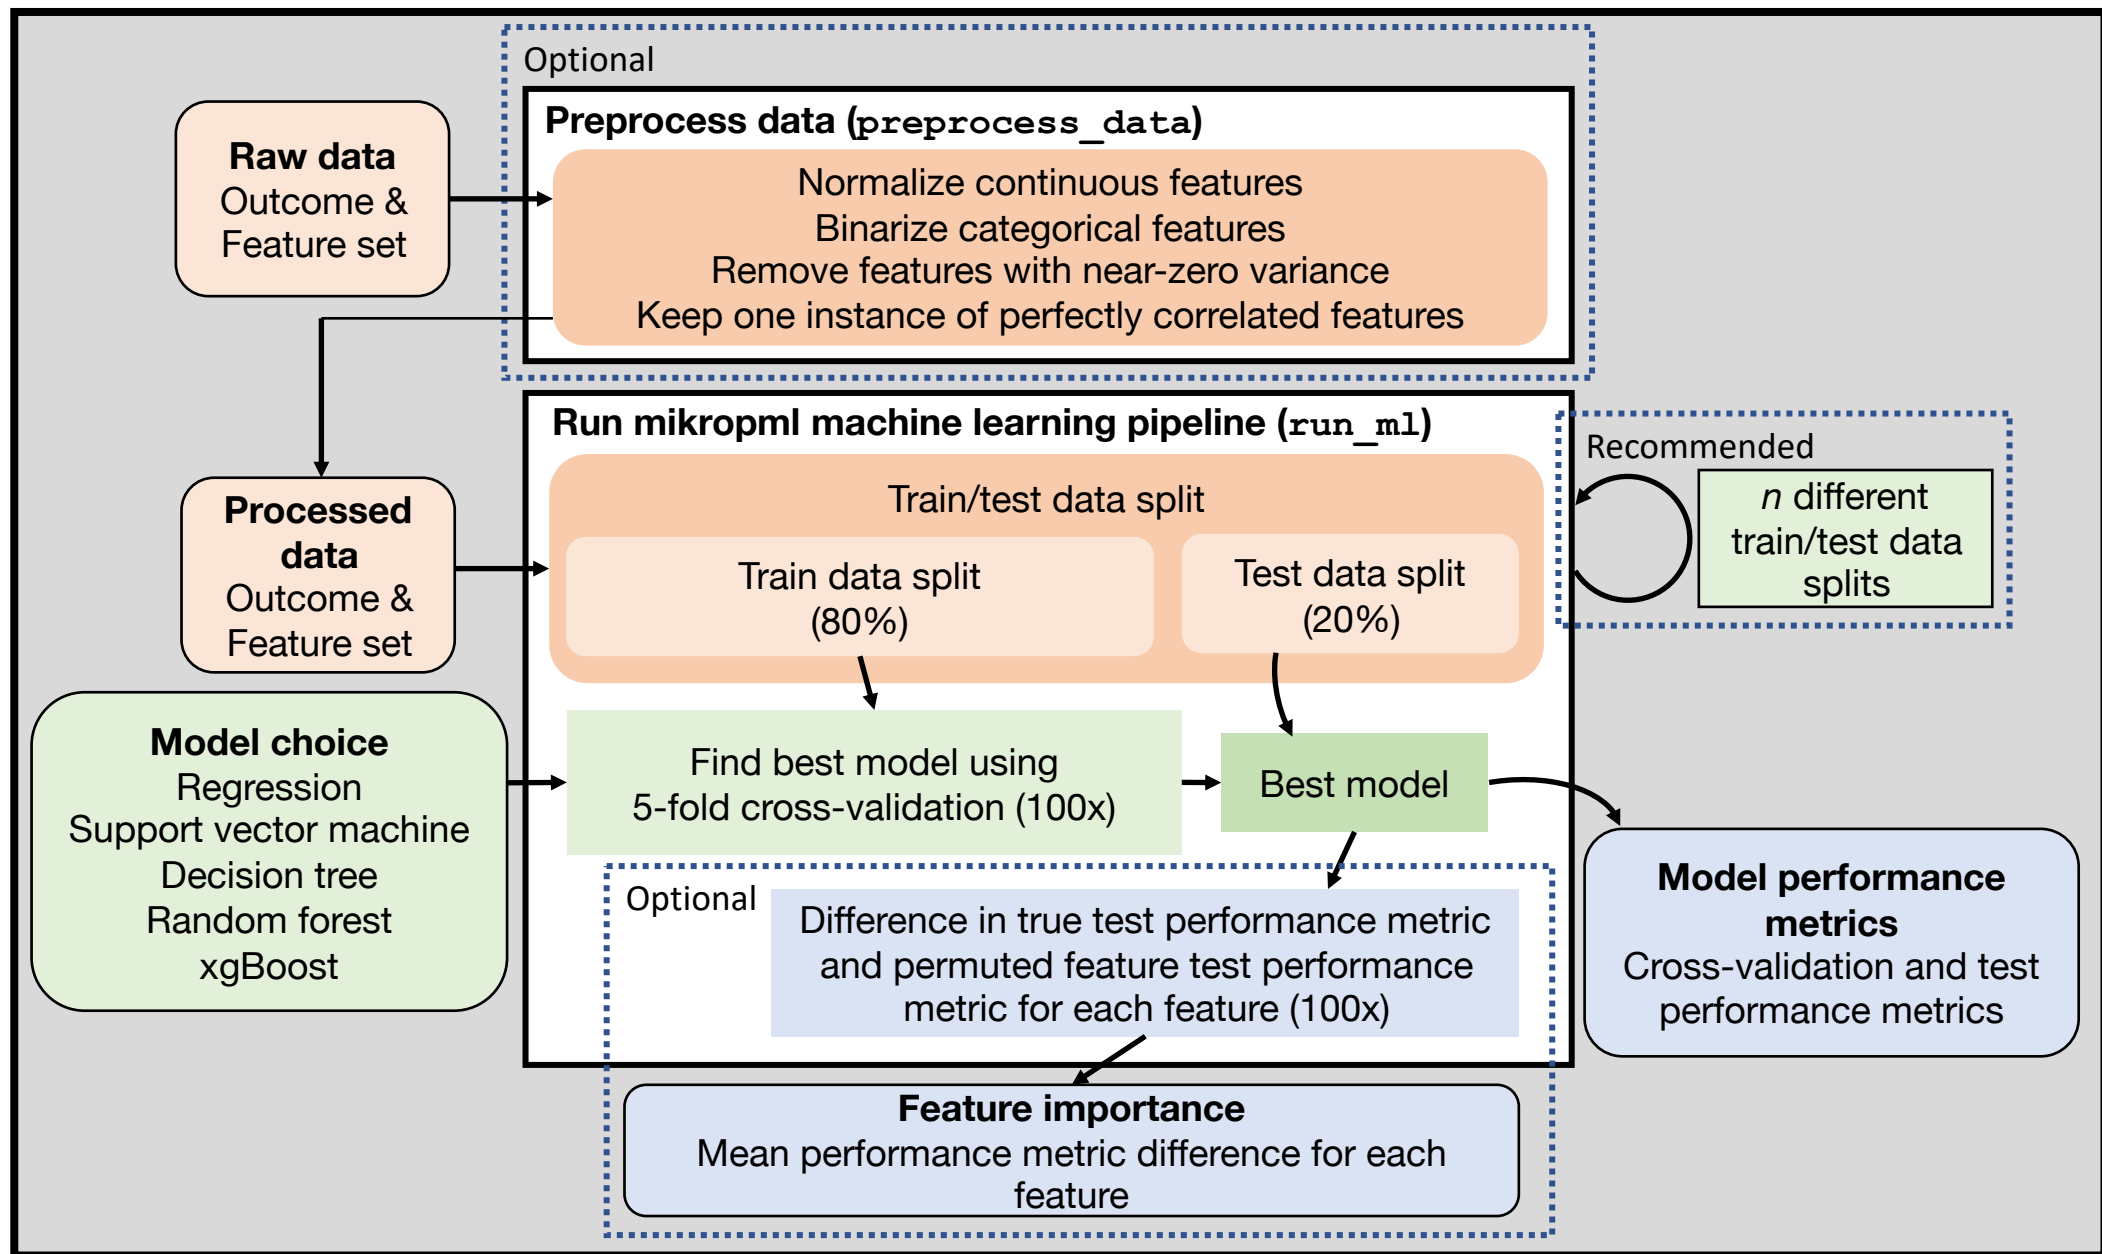 Optional
Preprocess data (preprocess_data)
Raw data
Outcome &
Feature set
Normalize continuous features
Binarize categorical features
Remove features with near-zero variance
Keep one instance of perfectly correlated features
Run mikropml machine learning pipeline (run_ml)
Recommended
n different
train/test data
splits
Processed
data
Outcome &
Feature set
Train/test data split
Train data split
(80%)
Test data split
(20%)
Model choice
Regression
Support vector machine
Decision tree
Random forest
xgBoost
Find best model using
5-fold cross-validation (100x)
Best model
Model performance
metrics
Cross-validation and test
performance metrics
Optional
Difference in true test performance metric
and permuted feature test performance
metric for each feature (100x)
Feature importance
Mean performance metric difference for each
feature